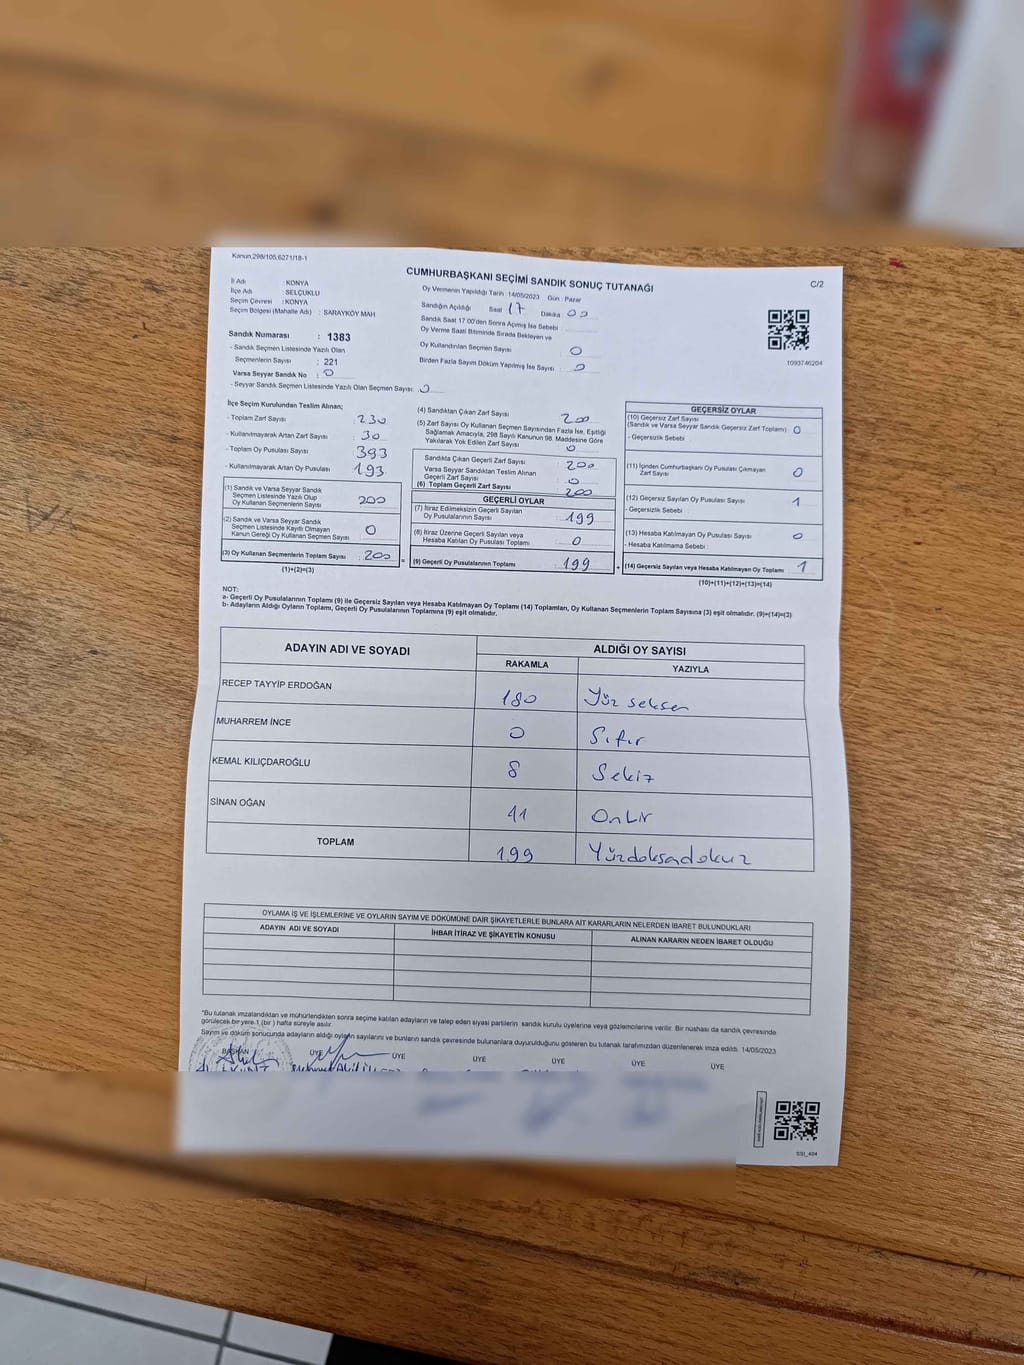 Kanun,298/105;6271/18-1
CUMHURBAŞKANI SEÇİMİ SANDIK SONUÇ TUTANAĞI
C/2
İl Adı : KONYA
İlçe Adı : SELÇUKLU
Seçim Çevresi : KONYA
Seçim Bölgesi (Mahalle Adı) : SARAYKÖY MAH
Oy Vermenin Yapıldığı Tarih :14/05/2023 Gün : Pazar
Sandığın Açıldığı Saat 17 Dakika : 00
Sandık Saat 17:00'den Sonra Açımış İse Sebebi
Oy Verme Saati Bitiminde Sırada Bekleyen ve
Oy Kullandırılan Seçmen Sayısı : 0
Birden Fazla Sayım Döküm Yapılmış İse Sayısı : 0
1093746204
Sandık Numarası : 1383
- Sandık Seçmen Listesinde Yazılı Olan
Seçmenlerin Sayısı : 221
Varsa Seyyar Sandık No : 0
- Seyyar Sandık Seçmen Listesinde Yazılı Olan Seçmen Sayısı: 0
İlçe Seçim Kurulundan Teslim Alınan;
- Toplam Zarf Sayısı : 230
- Kullanılmayarak Artan Zarf Sayısı : 30
- Toplam Oy Pusulası Sayısı : 393
- Kullanılmayarak Artan Oy Pusulası : 193
(1) Sandık ve Varsa Seyyar Sandık
Seçmen Listesinde Yazılı Olup
Oy Kullanan Seçmenlerin Sayısı : 200
(2) Sandık ve Varsa Seyyar Sandık
Seçmen Listesinde Kayıtlı Olmayan
Kanun Gereği Oy Kullanan Seçmen Sayısı : 0
(3) Oy Kullanan Seçmenlerin Toplam Sayısı : 200
(1)+(2)=(3)
(4) Sandıktan Çıkan Zarf Sayısı : 200
(5) Zarf Sayısı Oy Kullanan Seçmen Sayısından Fazla İse, Eşitliği
Sağlamak Amacıyla, 298 Sayılı Kanunun 98. Maddesine Göre
Yakılarak Yok Edilen Zarf Sayısı : 0
Sandıkta Çıkan Geçerli Zarf Sayısı : 200
Varsa Seyyar Sandıktan Teslim Alınan
Geçerli Zarf Sayısı : 0
(6) Toplam Geçerli Zarf Sayısı : 200
GEÇERLİ OYLAR
(7) İtiraz Edilmeksizin Geçerli Sayılan
Oy Pusulalarının Sayısı : 199
(8) İtiraz Üzerine Geçerli Sayılan veya
Hesaba Katılan Oy Pusulası Toplamı : 0
= (9) Geçerli Oy Pusulalarının Toplamı : 199
GEÇERSİZ OYLAR
(10) Geçersiz Zarf Sayısı
(Sandık ve Varsa Seyyar Sandık Geçersiz Zarf Toplamı) : 0
- Geçersizlik Sebebi :
(11) İçinden Cumhurbaşkanı Oy Pusulası Çıkmayan
Zarf Sayısı : 0
(12) Geçersiz Sayılan Oy Pusulası Sayısı : 1
- Geçersizlik Sebebi :
(13) Hesaba Katılmayan Oy Pusulası Sayısı : 0
- Hesaba Katılmama Sebebi :
+ (14) Geçersiz Sayılan veya Hesaba Katılmayan Oy Toplamı : 1
(10)+(11)+(12)+(13)=(14)
NOT:
a- Geçerli Oy Pusulalarının Toplamı (9) ile Geçersiz Sayılan veya Hesaba Katılmayan Oy Toplamı (14) Toplamları, Oy Kullanan Seçmenlerin Toplam Sayısına (3) eşit olmalıdır. (9)+(14)=(3)
b- Adayların Aldığı Oyların Toplamı, Geçerli Oy Pusulalarının Toplamına (9) eşit olmalıdır.
ADAYIN ADI VE SOYADI ALDIĞI OY SAYISI
RAKAMLA YAZIYLA
RECEP TAYYİP ERDOĞAN 180 Yüz seksen
MUHARREM İNCE 0 Sıfır
KEMAL KILIÇDAROĞLU 8 Sekiz
SİNAN OĞAN 11 Onbir
TOPLAM 199 Yüzdoksadokuz
OYLAMA İŞ VE İŞLEMLERİNE VE OYLARIN SAYIM VE DÖKÜMÜNE DAİR ŞİKAYETLERLE BUNLARA AİT KARARLARIN NELERDEN İBARET BULUNDUKLARI
ADAYIN ADI VE SOYADI İHBAR İTİRAZ VE ŞİKAYETİN KONUSU ALINAN KARARIN NEDEN İBARET OLDUĞU
*Bu tutanak imzalandıktan ve mühürlendikten sonra seçime katılan adayların ve talep eden siyasi partilerin sandık kurulu üyelerine veya gözlemcilerine verilir. Bir nüshası da sandık çevresinde
görülecek bir yere 1 (bir) hafta süreyle asılır.
Sayım ve döküm sonucunda adayların aldığı oyların sayılarını ve bunların sandık çevresinde bulunanlara duyurulduğunu gösteren bu tutanak tarafımızdan düzenlenerek imza edildi. 14/05/2023
BAŞKAN ÜYE ÜYE ÜYE ÜYE ÜYE ÜYE
SSI_404